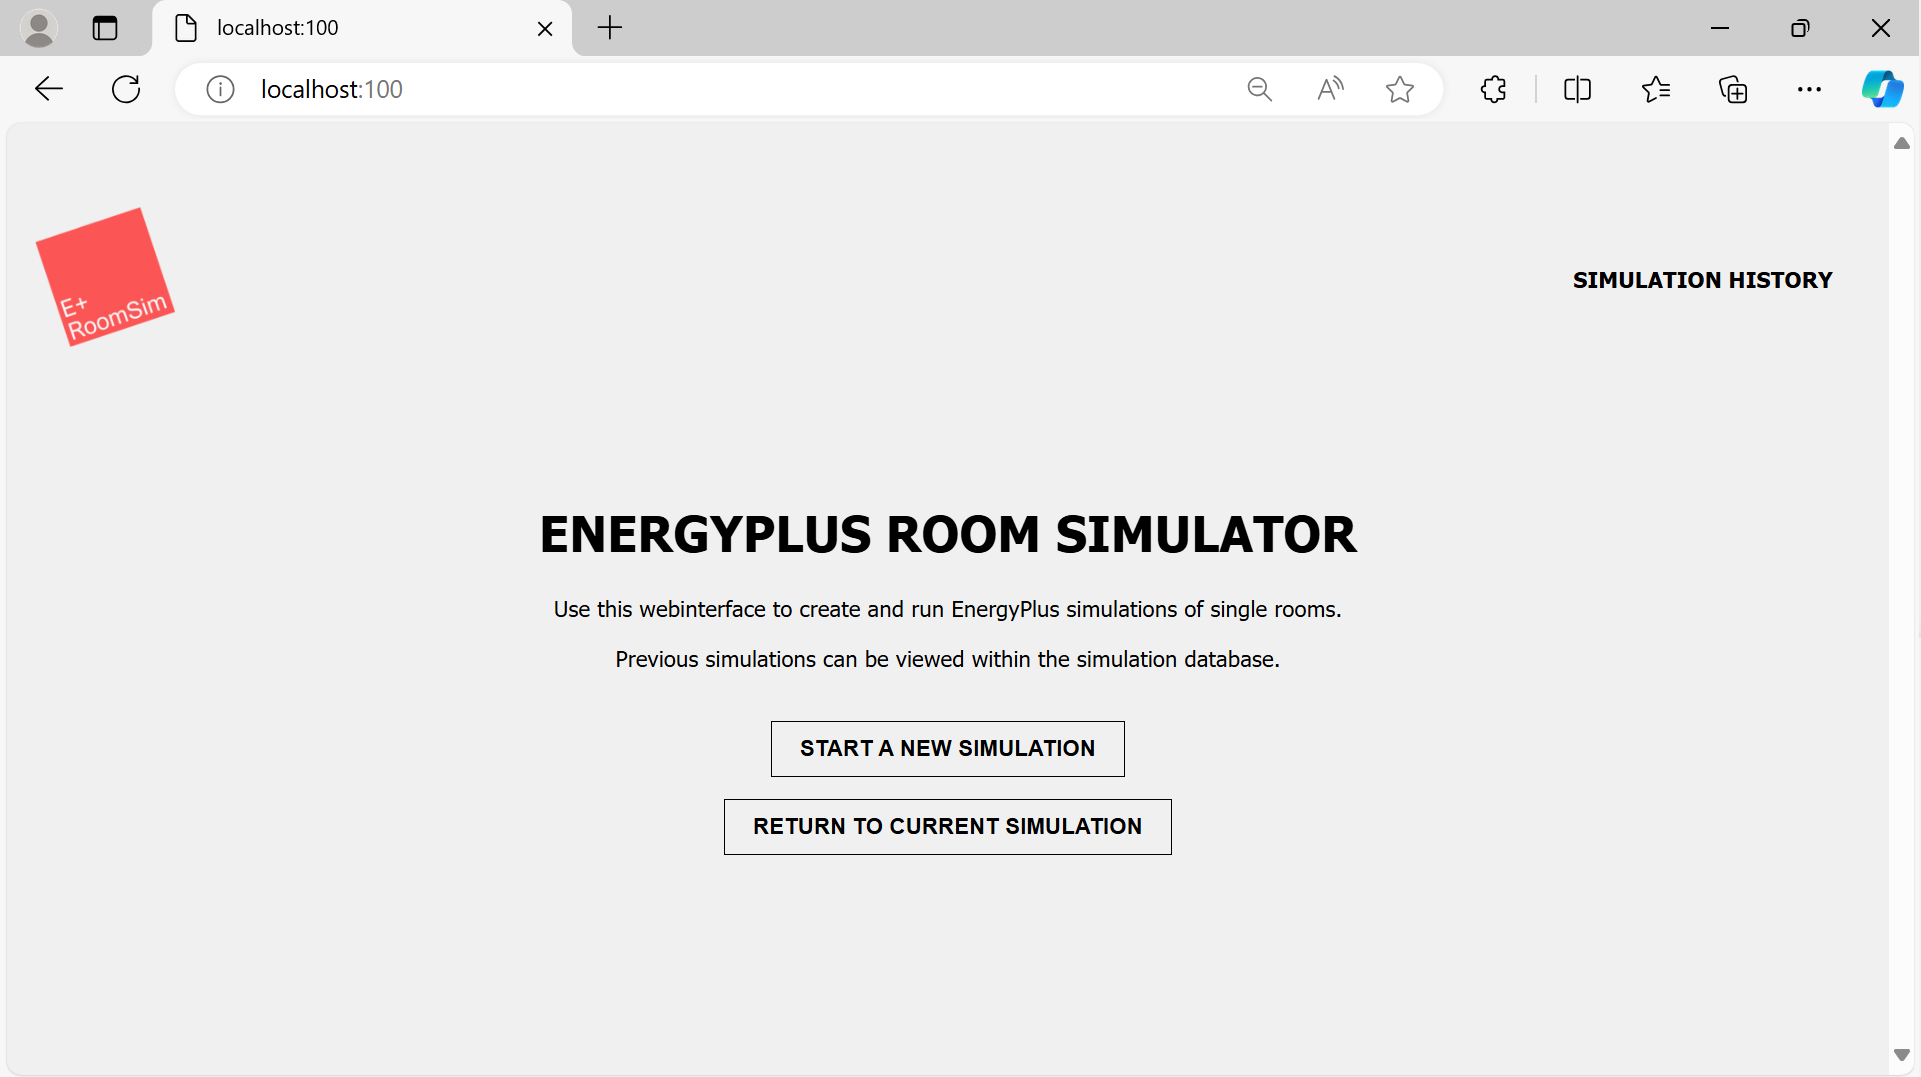 localhost:100
localhost:100
E+
RoomSim
SIMULATION HISTORY
ENERGYPLUS ROOM SIMULATOR
Use this webinterface to create and run EnergyPlus simulations of single rooms.
Previous simulations can be viewed within the simulation database.
START A NEW SIMULATION
RETURN TO CURRENT SIMULATION